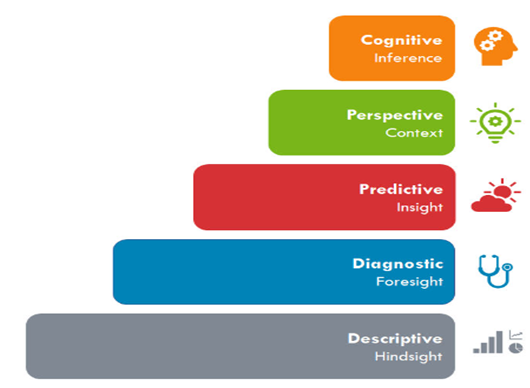 Cognitive
Inference
Perspective
Context
Predictive
Insight
Diagnostic
Foresight
Descriptive
Hindsight